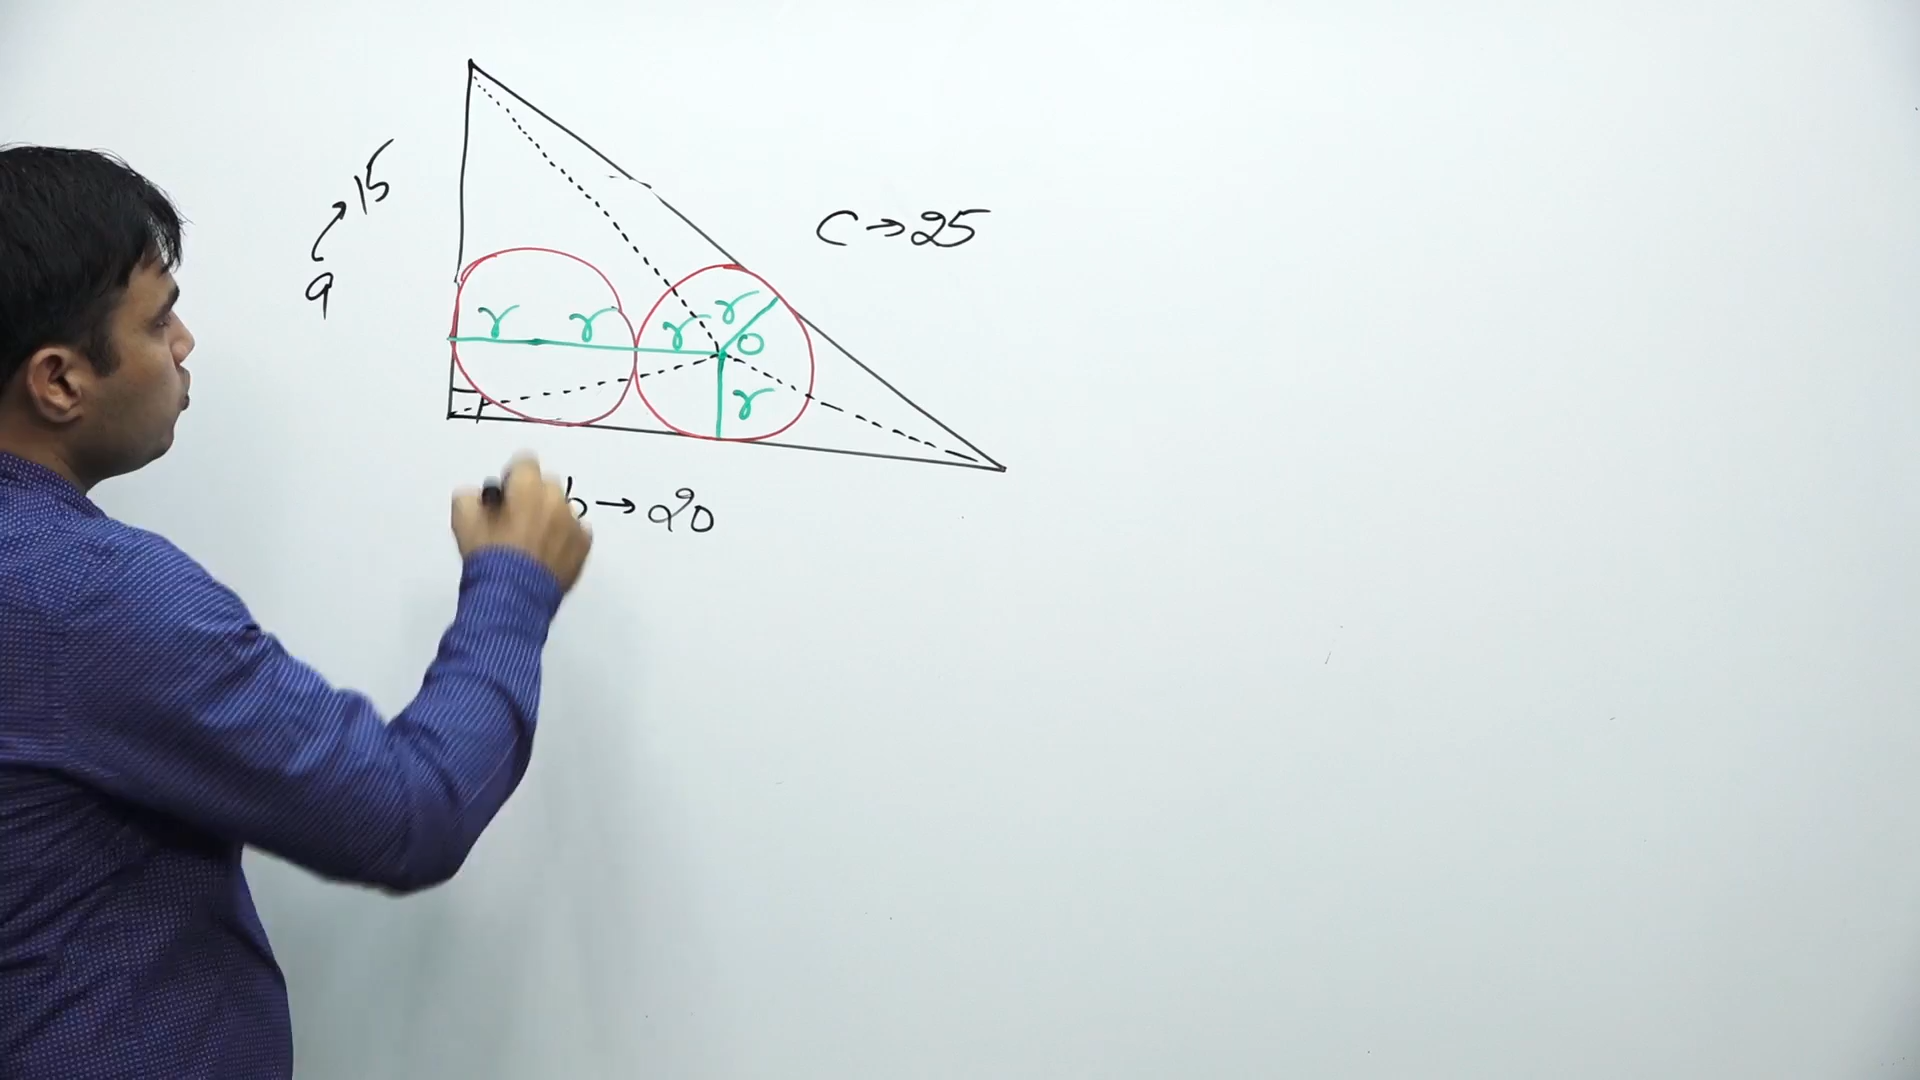 a → 15
c → 25
r r r r O
r
b → 20